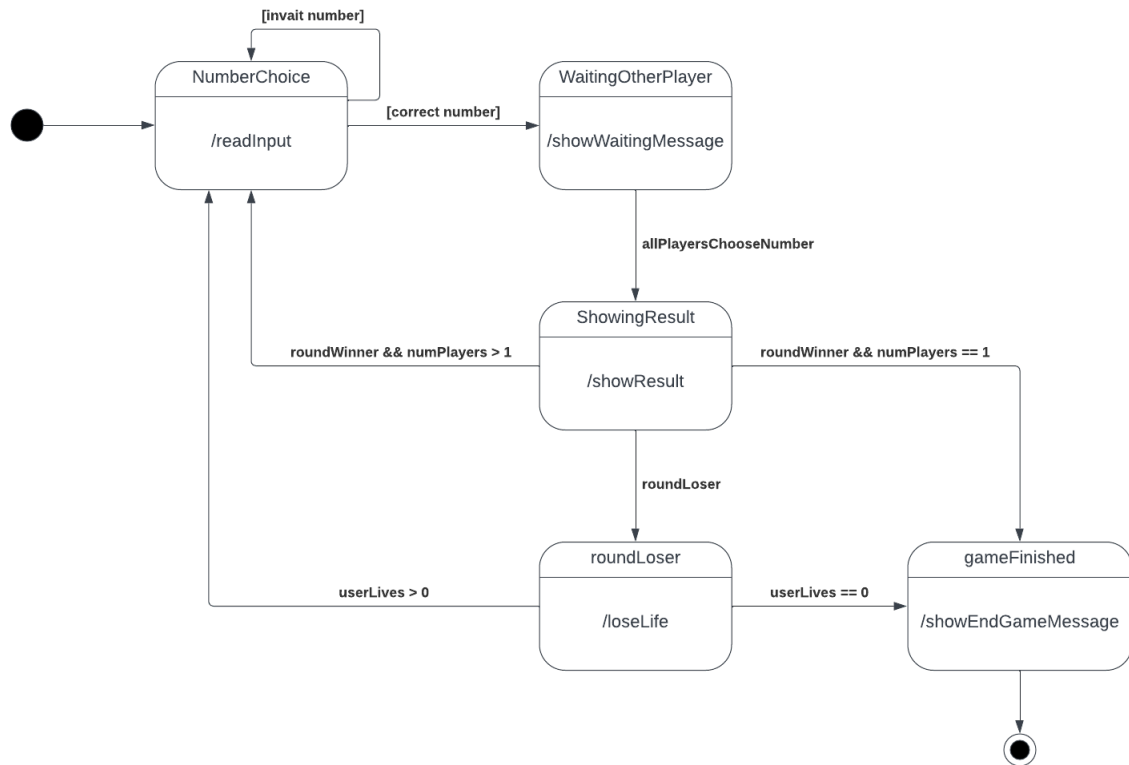 [invait number]
NumberChoice
/readInput
[correct number]
WaitingOtherPlayer
/showWaitingMessage
allPlayersChooseNumber
ShowingResult
/showResult
roundWinner && numPlayers > 1
roundWinner && numPlayers == 1
roundLoser
roundLoser
/loseLife
userLives > 0
userLives == 0
gameFinished
/showEndGameMessage